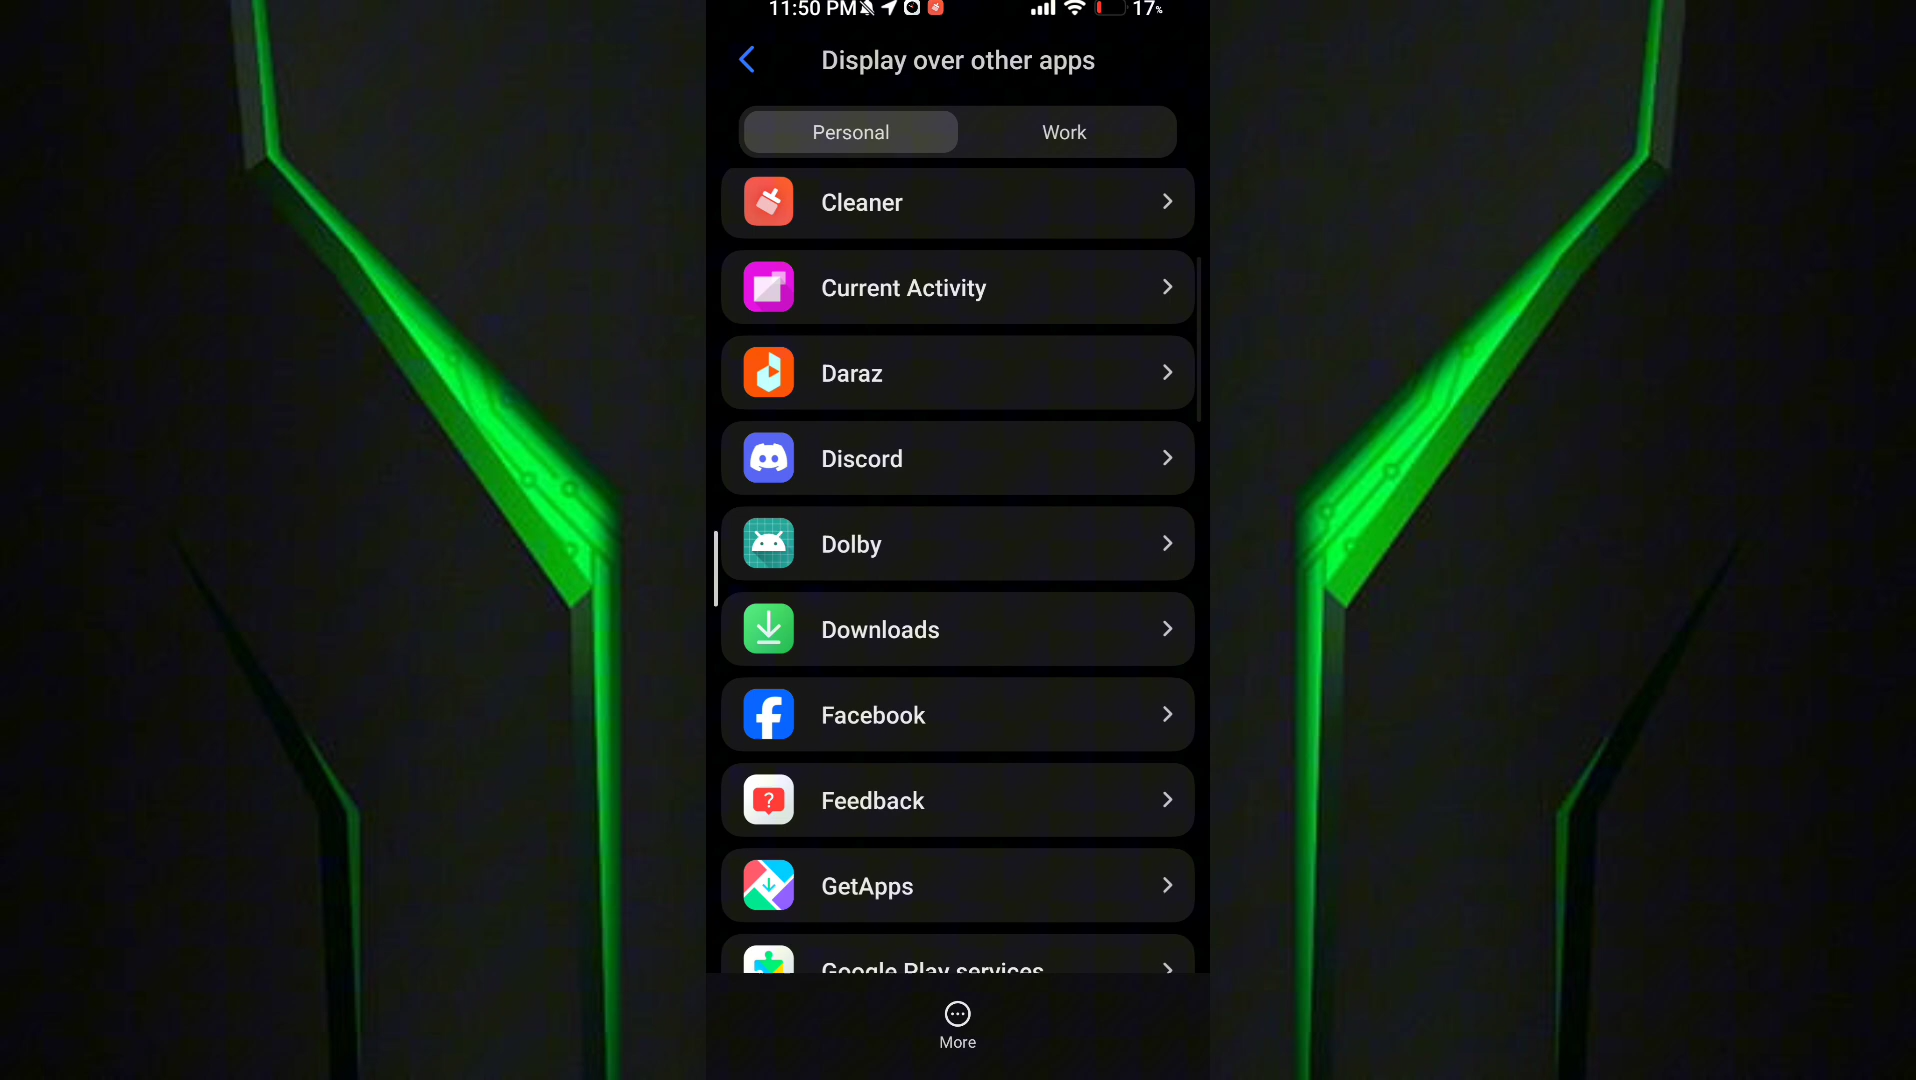 11:50 PM 17%
Display over other apps
Personal Work
Cleaner
Current Activity
Daraz
Discord
Dolby
Downloads
Facebook
Feedback
GetApps
Google Play services
More